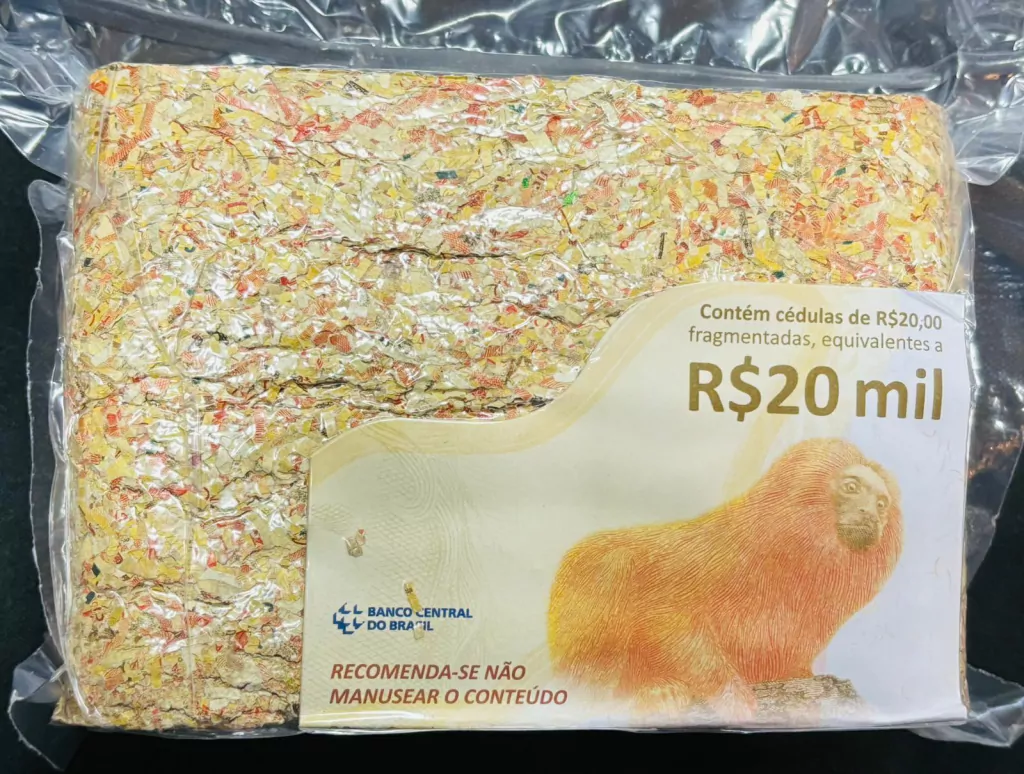 Contém cédulas de R$20,00
fragmentadas, equivalentes a
R$20 mil
BANCO CENTRAL
DO BRASIL
RECOMENDA-SE NÃO
MANUSEAR O CONTEÚDO